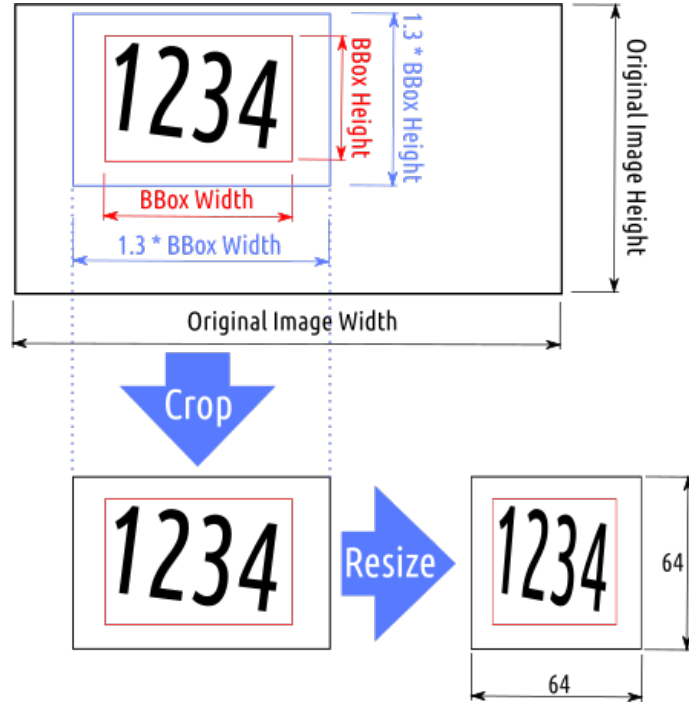 1234
BBox Height
1.3 * BBox Height
Original Image Height
BBox Width
1.3 * BBox Width
Original Image Width
Crop
1234
Resize
1234
64
64